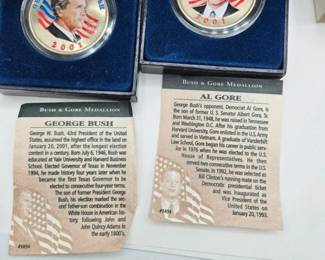 2001
2001
BUSH & GORE MEDALLION
GEORGE BUSH
George W. Bush, 43rd President of the United
States, assumed the highest office in the land on
January 20, 2001, after the longest election
count in history. Born July 6, 1946, Bush was
educated at Yale University and Harvard Business
School. Elected Governor of Texas in November
1994, he made history four years later when he
became the first Texas Governor to be
elected to consecutive four-year terms.
The son of former President George
Bush, his election marked the sec-
ond father-son combination in the
White House in American his-
tory, following John and
John Quincy Adams in
the early 1800's.
#5894
BUSH & GORE MEDALLION
AL GORE
George Bush's opponent, Democrat Al Gore, is
the son of former U. S. Senator Albert Gore, Sr.
Born March 31, 1948, he was raised in Tennessee
and Washington D.C. After his graduation from
Harvard University, Gore enlisted in the U.S. Army
and served in Vietnam. A graduate of Vanderbilt
Law School, Gore began his career in public serv-
ice in 1976 when he was elected to the U.S.
House of Representatives. He then
served two consecutive terms in the U.S.
Senate. In 1992, he was selected as
Bill Clinton's running mate on the
Democratic presidential ticket
and was inaugurated as
Vice President of the
United States on
January 20, 1993.
#5894